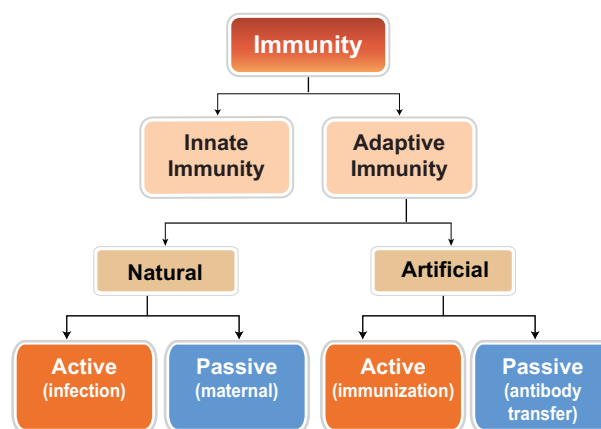 Immunity
Innate
Immunity
Adaptive
Immunity
Natural
Artificial
Active
(infection)
Passive
(maternal)
Active
(immunization)
Passive
(antibody
transfer)